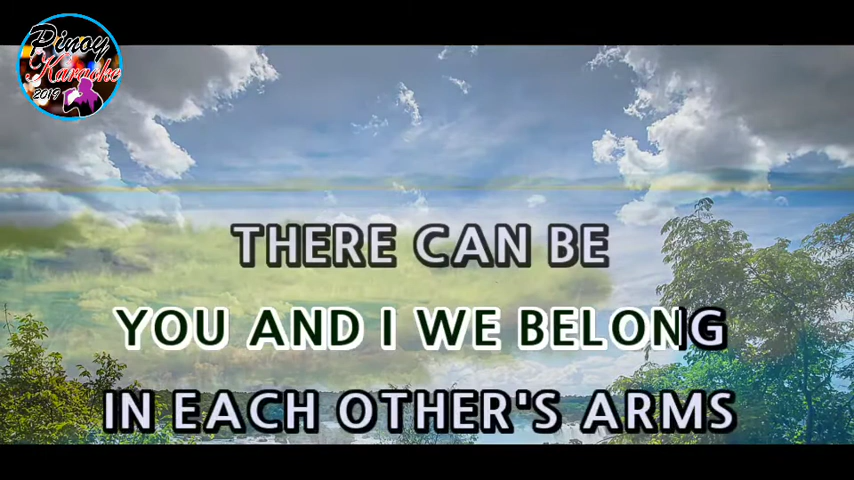 Pinoy
Karaoke
2019
THERE CAN BE
YOU AND I WE BELONG
IN EACH OTHER'S ARMS